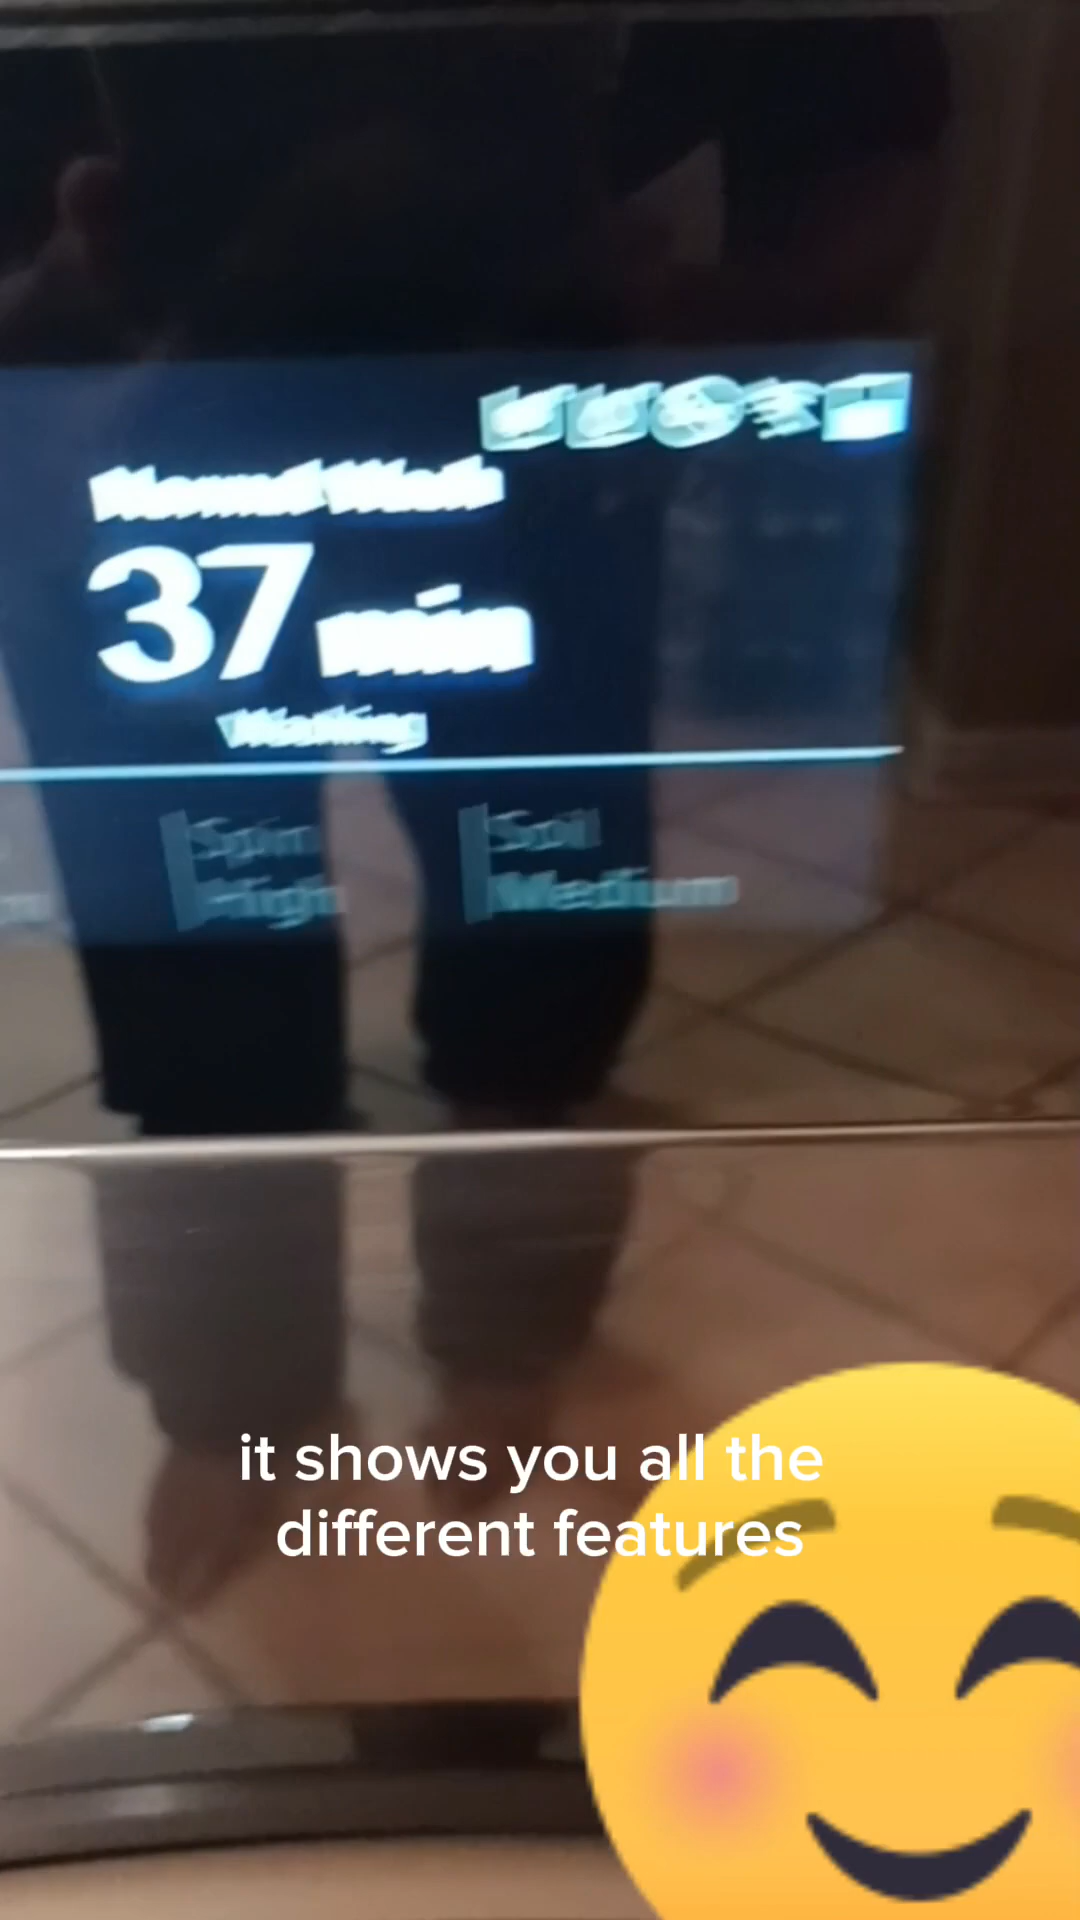 Normal Wash
37 min
Washing
Spin
Soil
High
Medium
it shows you all the
different features